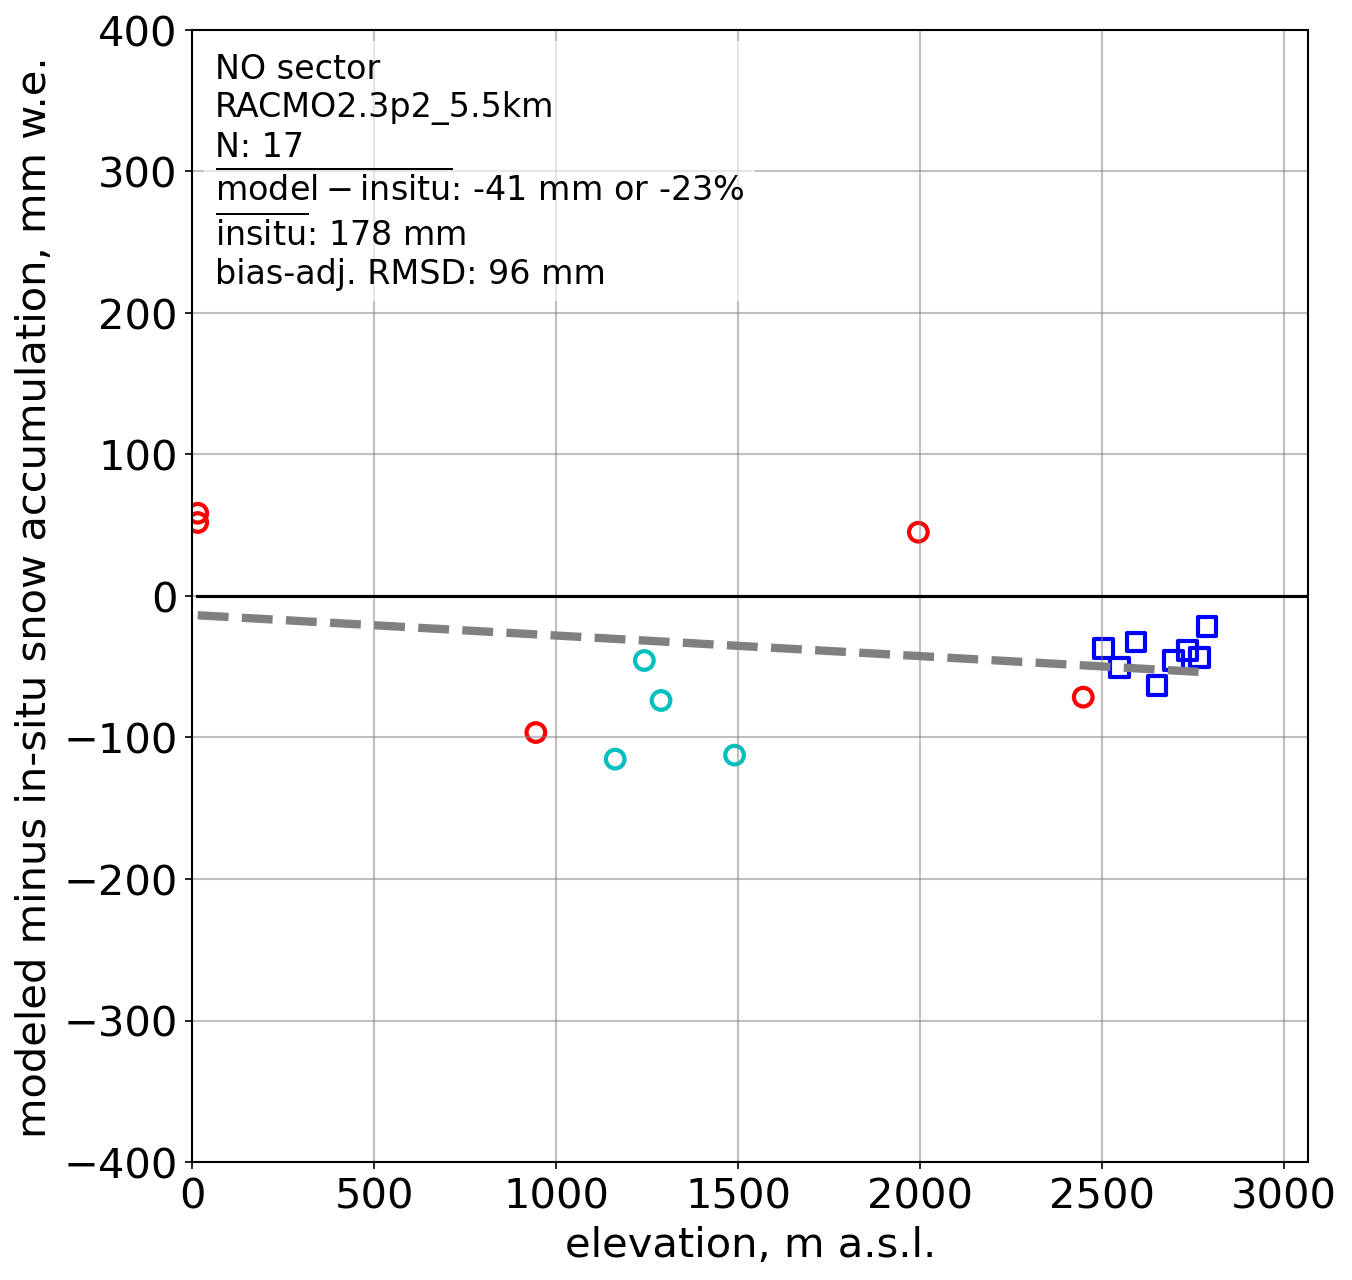 400
300
200
100
0
−100
−200
−300
−400
modeled minus in-situ snow accumulation, mm w.e.
NO sector
RACMO2.3p2_5.5km
N: 17
model − insitu: -41 mm or -23%
insitu: 178 mm
bias-adj. RMSD: 96 mm
0 500 1000 1500 2000 2500 3000
elevation, m a.s.l.